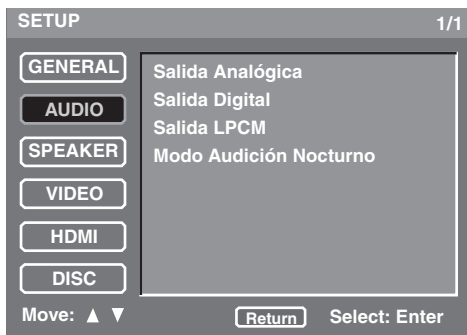 SETUP 1/1
GENERAL
AUDIO
SPEAKER
VIDEO
HDMI
DISC
Salida Analógica
Salida Digital
Salida LPCM
Modo Audición Nocturno
Move: ▲ ▼ Return Select: Enter